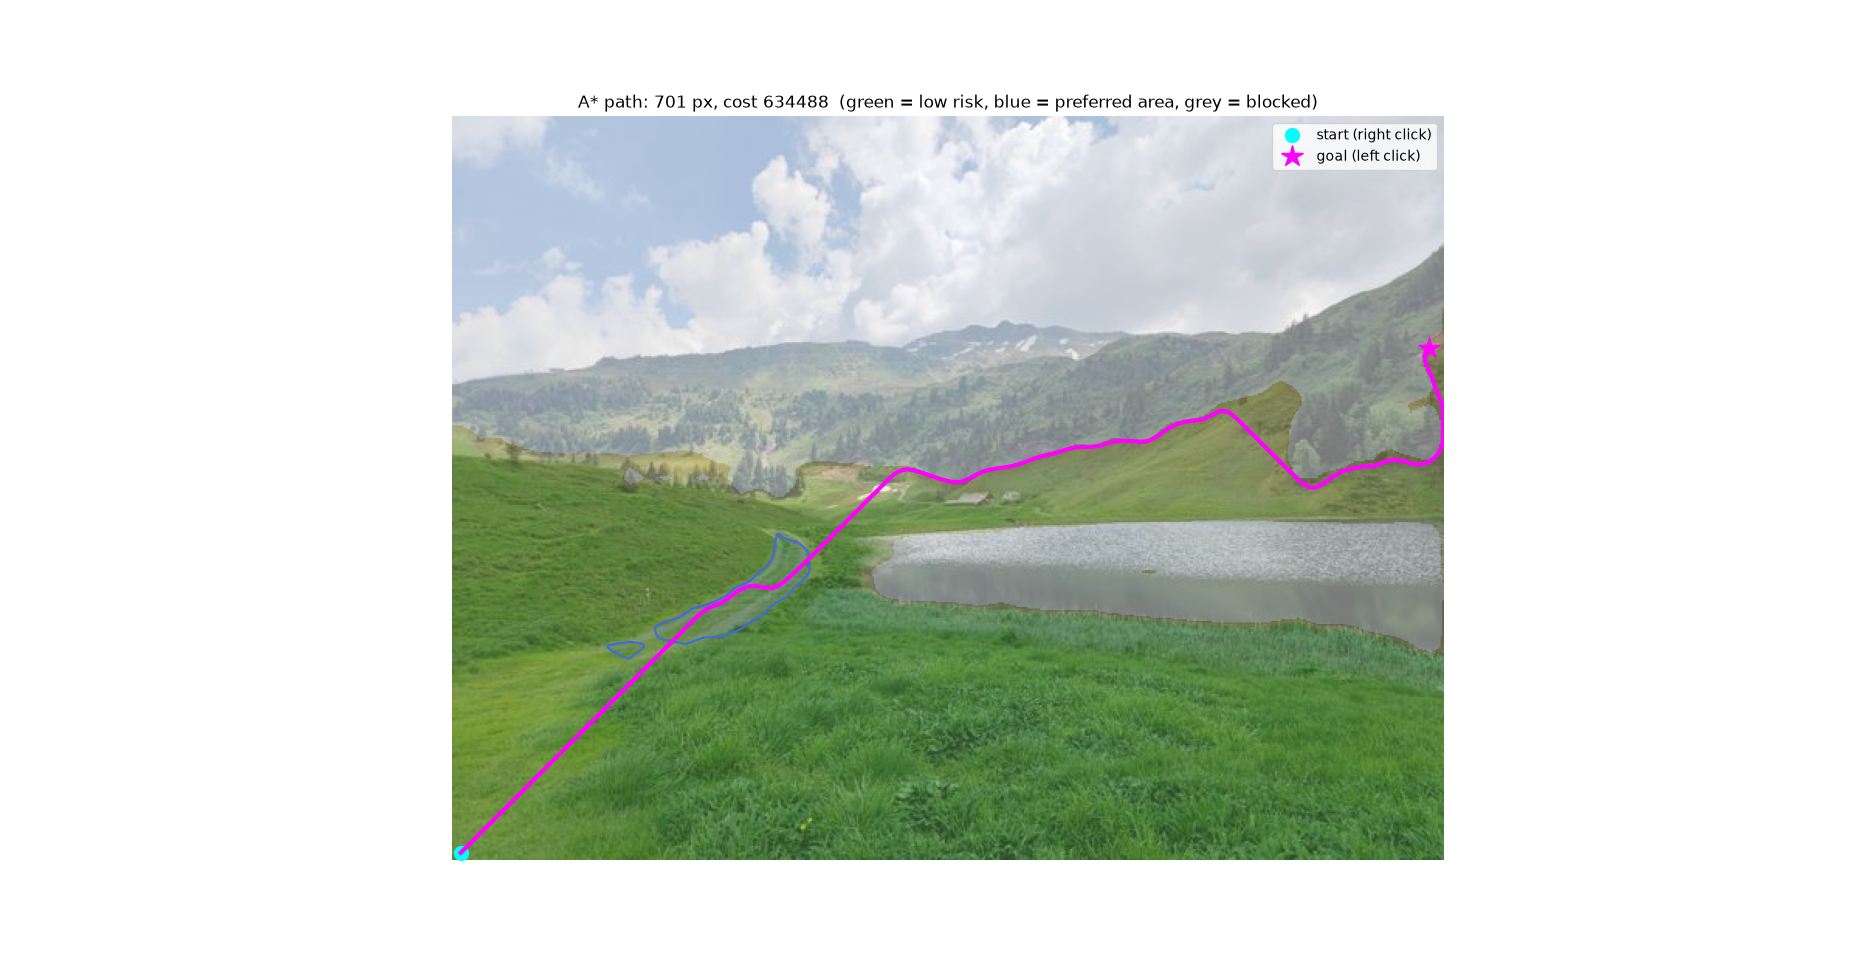 A* path: 701 px, cost 634488  (green = low risk, blue = preferred area, grey = blocked)
start (right click)
goal (left click)